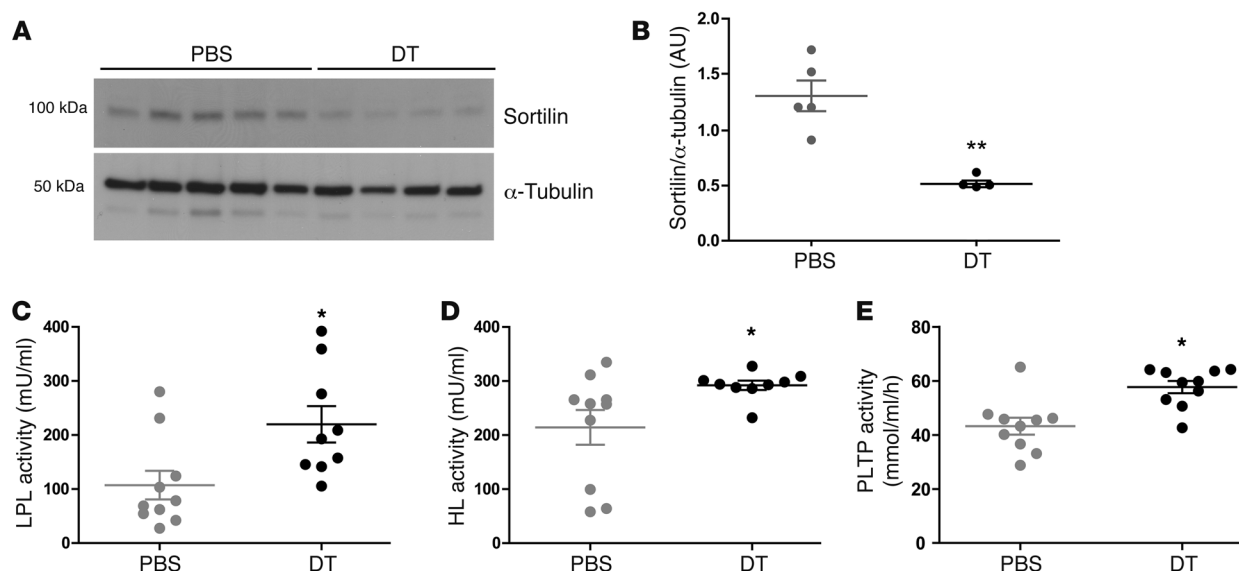 A
PBS DT
100 kDa
Sortilin
50 kDa
α-Tubulin
B
Sortilin/α-tubulin (AU)
2.0
1.5
1.0
0.5
0.0
**
PBS DT
C
LPL activity (mU/ml)
400
300
200
100
0
*
PBS DT
D
HL activity (mU/ml)
400
300
200
100
0
*
PBS DT
E
PLTP activity
(mmol/ml/h)
80
60
40
20
0
*
PBS DT